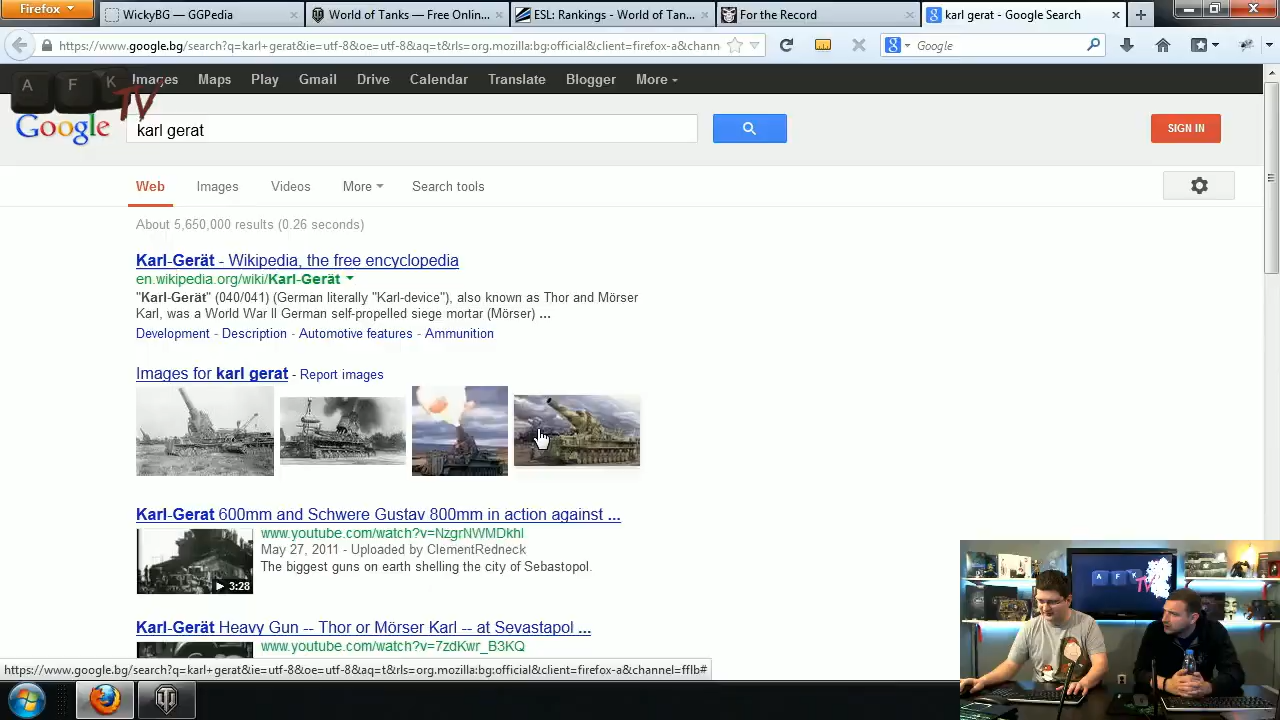 Firefox
WickyBG — GGPedia
World of Tanks — Free Onlin...
ESL: Rankings - World of Tan...
For the Record
karl gerat - Google Search
https://www.google.bg/search?q=karl+gerat&ie=utf-8&oe=utf-8&aq=t&rls=org.mozilla:bg:official&client=firefox-a&chann
Google
A F K TV
Images Maps Play Gmail Drive Calendar Translate Blogger More
Google
karl gerat
SIGN IN
Web Images Videos More Search tools
About 5,650,000 results (0.26 seconds)
Karl-Gerät - Wikipedia, the free encyclopedia
en.wikipedia.org/wiki/Karl-Gerät
"Karl-Gerät" (040/041) (German literally "Karl-device"), also known as Thor and Mörser
Karl, was a World War II German self-propelled siege mortar (Mörser) ...
Development - Description - Automotive features - Ammunition
Images for karl gerat - Report images
Karl-Gerat 600mm and Schwere Gustav 800mm in action against ...
www.youtube.com/watch?v=NzgrNWMDkhI
May 27, 2011 - Uploaded by ClementRedneck
The biggest guns on earth shelling the city of Sebastopol.
3:28
Karl-Gerät Heavy Gun -- Thor or Mörser Karl -- at Sevastapol ...
www.youtube.com/watch?v=7zdKwr_B3KQ
https://www.google.bg/search?q=karl+gerat&ie=utf-8&oe=utf-8&aq=t&rls=org.mozilla:bg:official&client=firefox-a&channel=fflb#
A F K TV